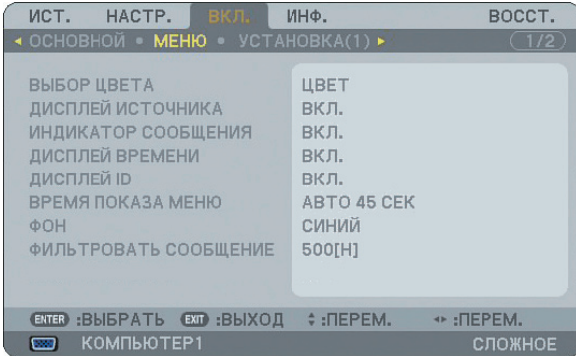 ИСТ. НАСТР. ВКЛ. ИНФ. ВОССТ.
ОСНОВНОЙ • МЕНЮ • УСТАНОВКА(1) 1/2
ВЫБОР ЦВЕТА ЦВЕТ
ДИСПЛЕЙ ИСТОЧНИКА ВКЛ.
ИНДИКАТОР СООБЩЕНИЯ ВКЛ.
ДИСПЛЕЙ ВРЕМЕНИ ВКЛ.
ДИСПЛЕЙ ID ВКЛ.
ВРЕМЯ ПОКАЗА МЕНЮ АВТО 45 СЕК
ФОН СИНИЙ
ФИЛЬТРОВАТЬ СООБЩЕНИЕ 500[H]
ENTER :ВЫБРАТЬ EXIT :ВЫХОД :ПЕРЕМ. :ПЕРЕМ.
КОМПЬЮТЕР1 СЛОЖНОЕ